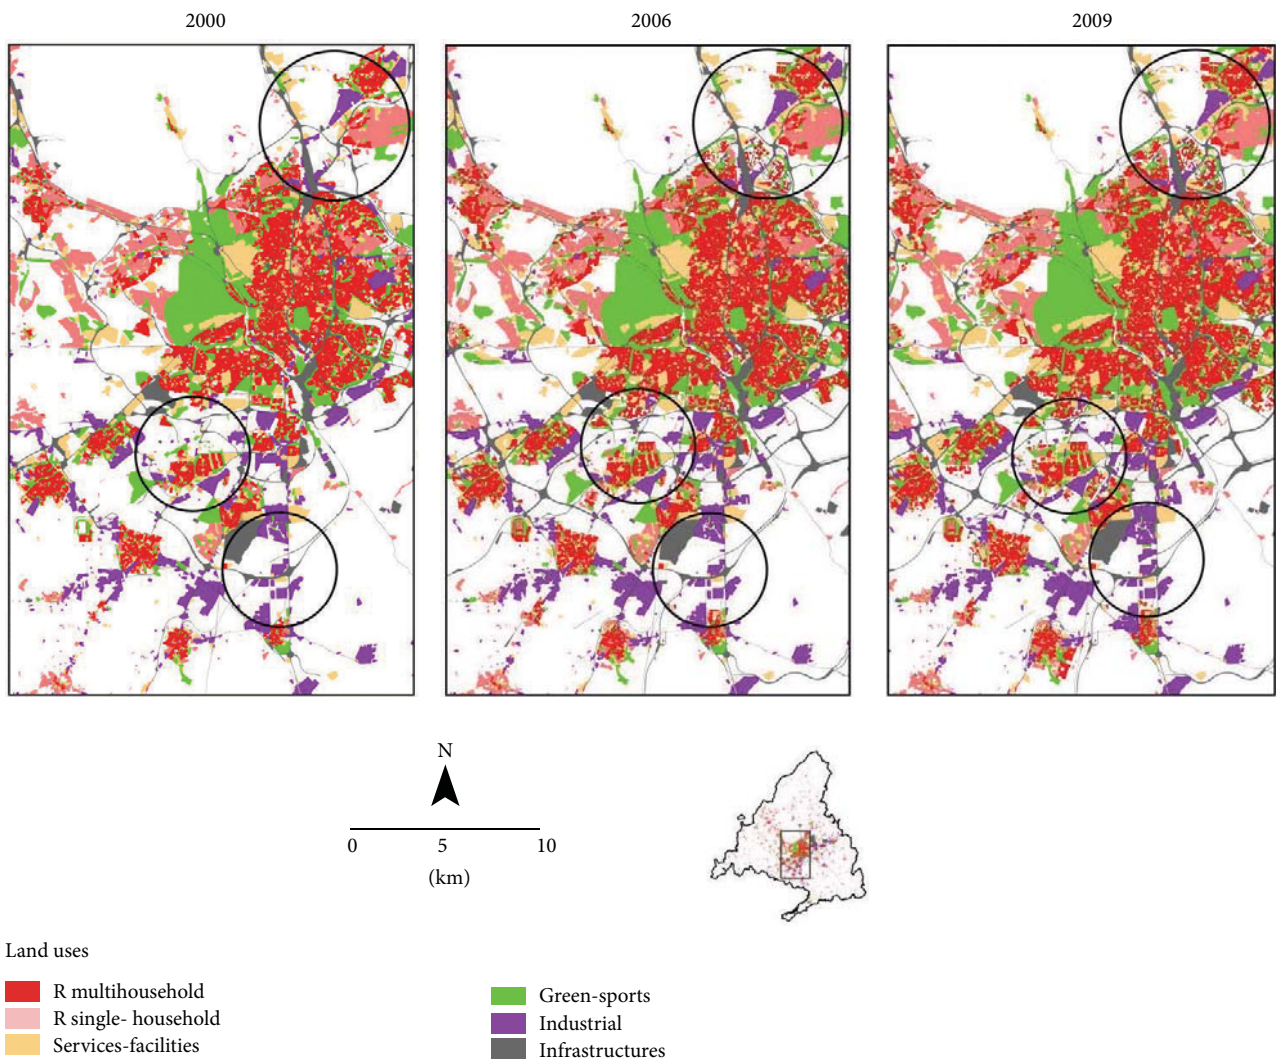 2000
2006
2009
N
0 5 10
(km)
Land uses
R multihousehold
R single- household
Services-facilities
Green-sports
Industrial
Infrastructures